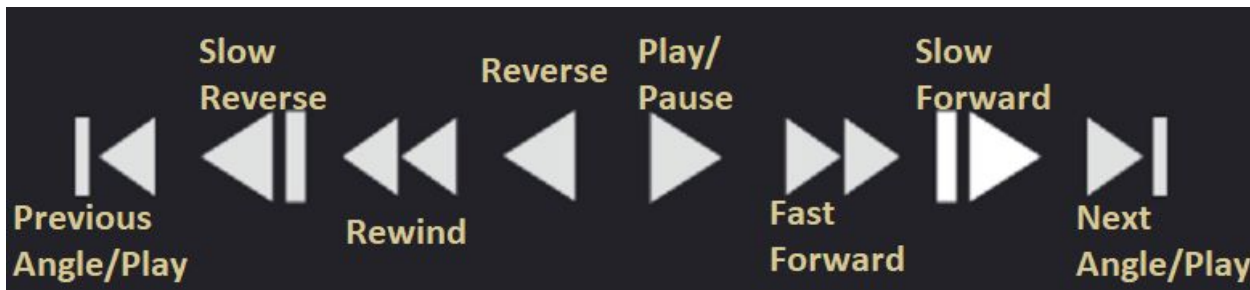 Previous
Angle/Play
Slow
Reverse
Rewind
Reverse
Play/
Pause
Fast
Forward
Slow
Forward
Next
Angle/Play